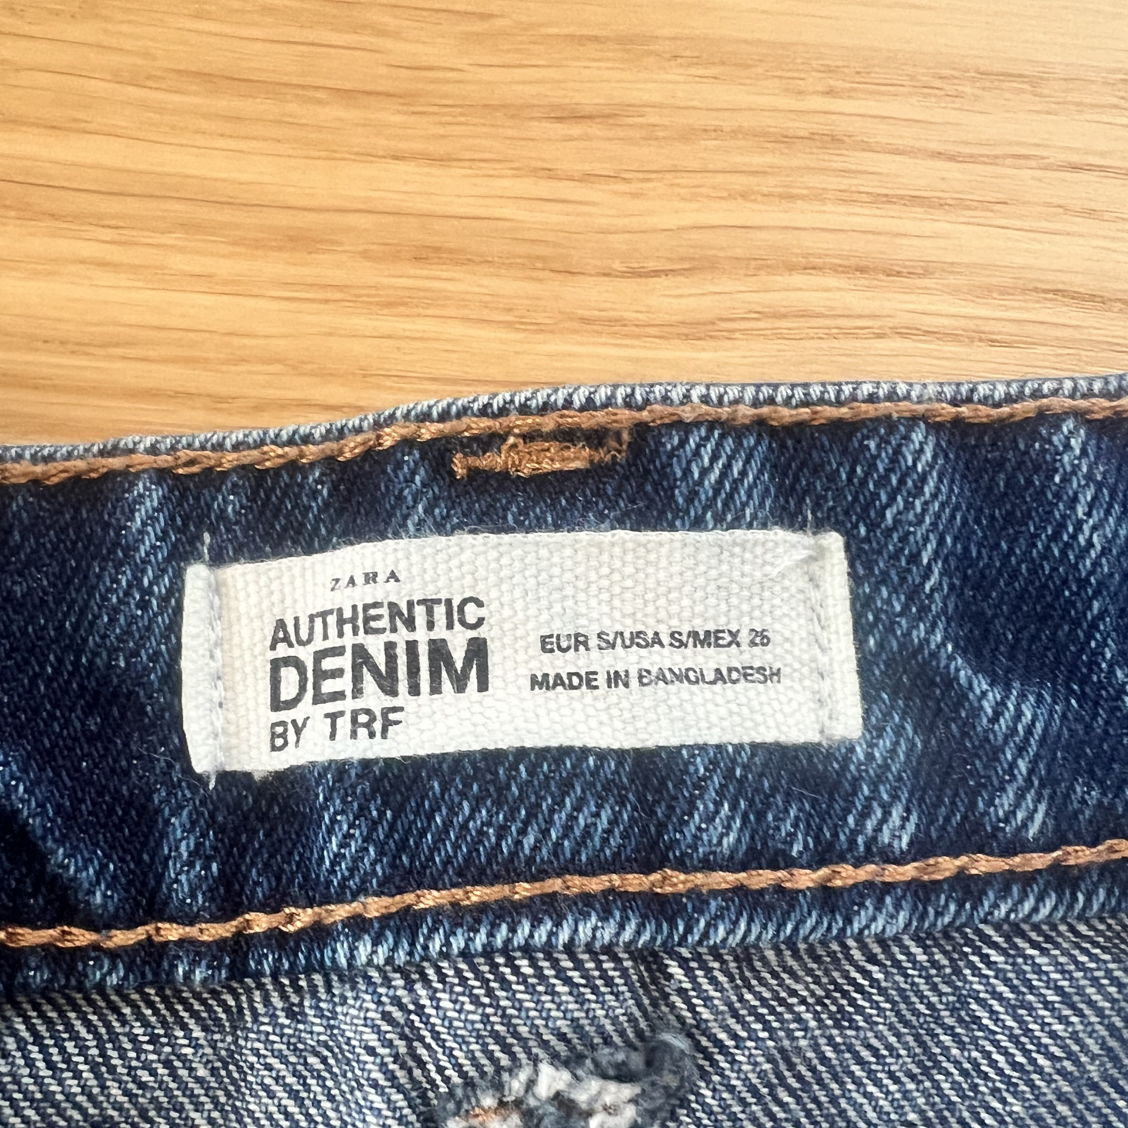 ZARA
AUTHENTIC
DENIM
BY TRF
EUR S/USA S/MEX 26
MADE IN BANGLADESH